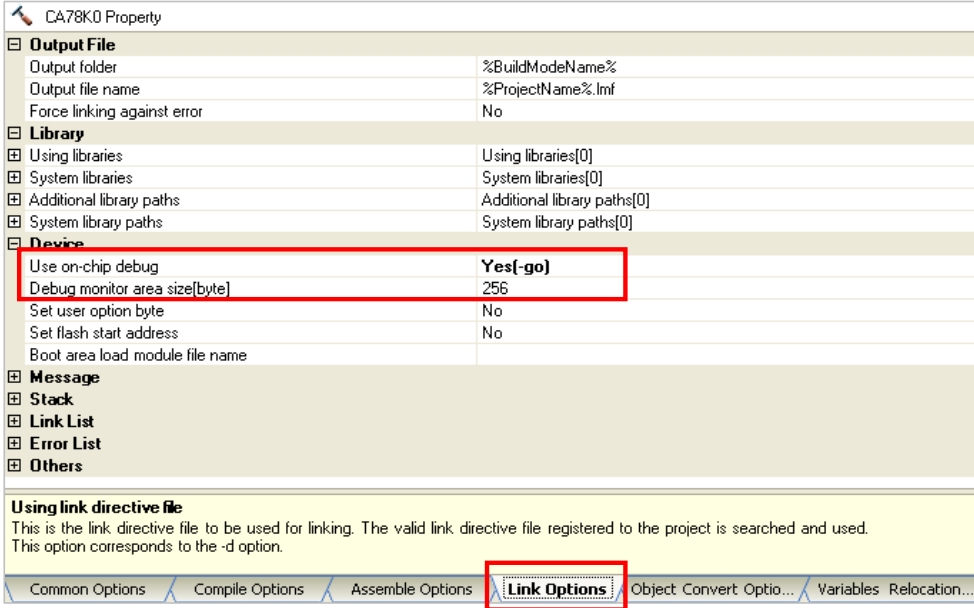 CA78K0 Property
Output File
Output folder %BuildModeName%
Output file name %ProjectName%.lmf
Force linking against error No
Library
Using libraries Using libraries[0]
System libraries System libraries[0]
Additional library paths Additional library paths[0]
System library paths System library paths[0]
Device
Use on-chip debug Yes(-go)
Debug monitor area size[byte] 256
Set user option byte No
Set flash start address No
Boot area load module file name
Message
Stack
Link List
Error List
Others
Using link directive file
This is the link directive file to be used for linking. The valid link directive file registered to the project is searched and used.
This option corresponds to the -d option.
Common Options Compile Options Assemble Options Link Options Object Convert Optio... Variables Relocation...